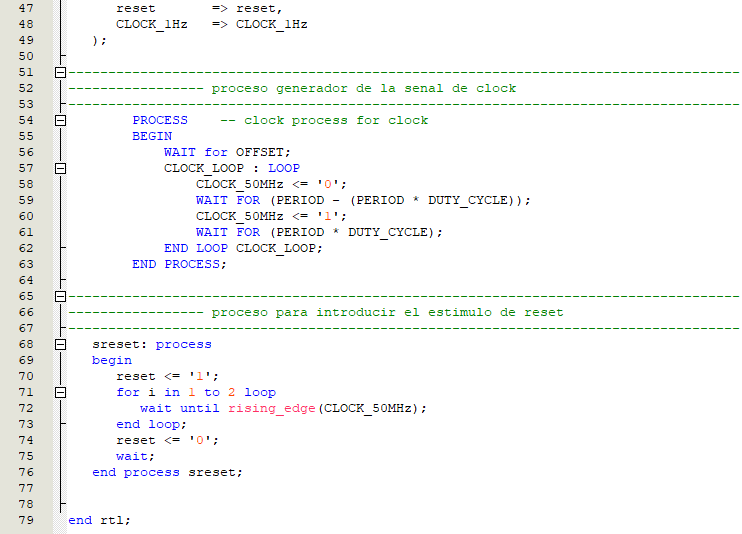 47 reset => reset,
48 CLOCK_1Hz => CLOCK_1Hz
49 );
50
51 ------------------------------------------------------------------------------------
52 ----------------- proceso generador de la senal de clock
53 ------------------------------------------------------------------------------------
54 PROCESS -- clock process for clock
55 BEGIN
56 WAIT for OFFSET;
57 CLOCK_LOOP : LOOP
58 CLOCK_50MHz <= '0';
59 WAIT FOR (PERIOD - (PERIOD * DUTY_CYCLE));
60 CLOCK_50MHz <= '1';
61 WAIT FOR (PERIOD * DUTY_CYCLE);
62 END LOOP CLOCK_LOOP;
63 END PROCESS;
64
65 ------------------------------------------------------------------------------------
66 ----------------- proceso para introducir el estimulo de reset
67 ------------------------------------------------------------------------------------
68 sreset: process
69 begin
70 reset <= '1';
71 for i in 1 to 2 loop
72 wait until rising_edge(CLOCK_50MHz);
73 end loop;
74 reset <= '0';
75 wait;
76 end process sreset;
77
78
79 end rtl;